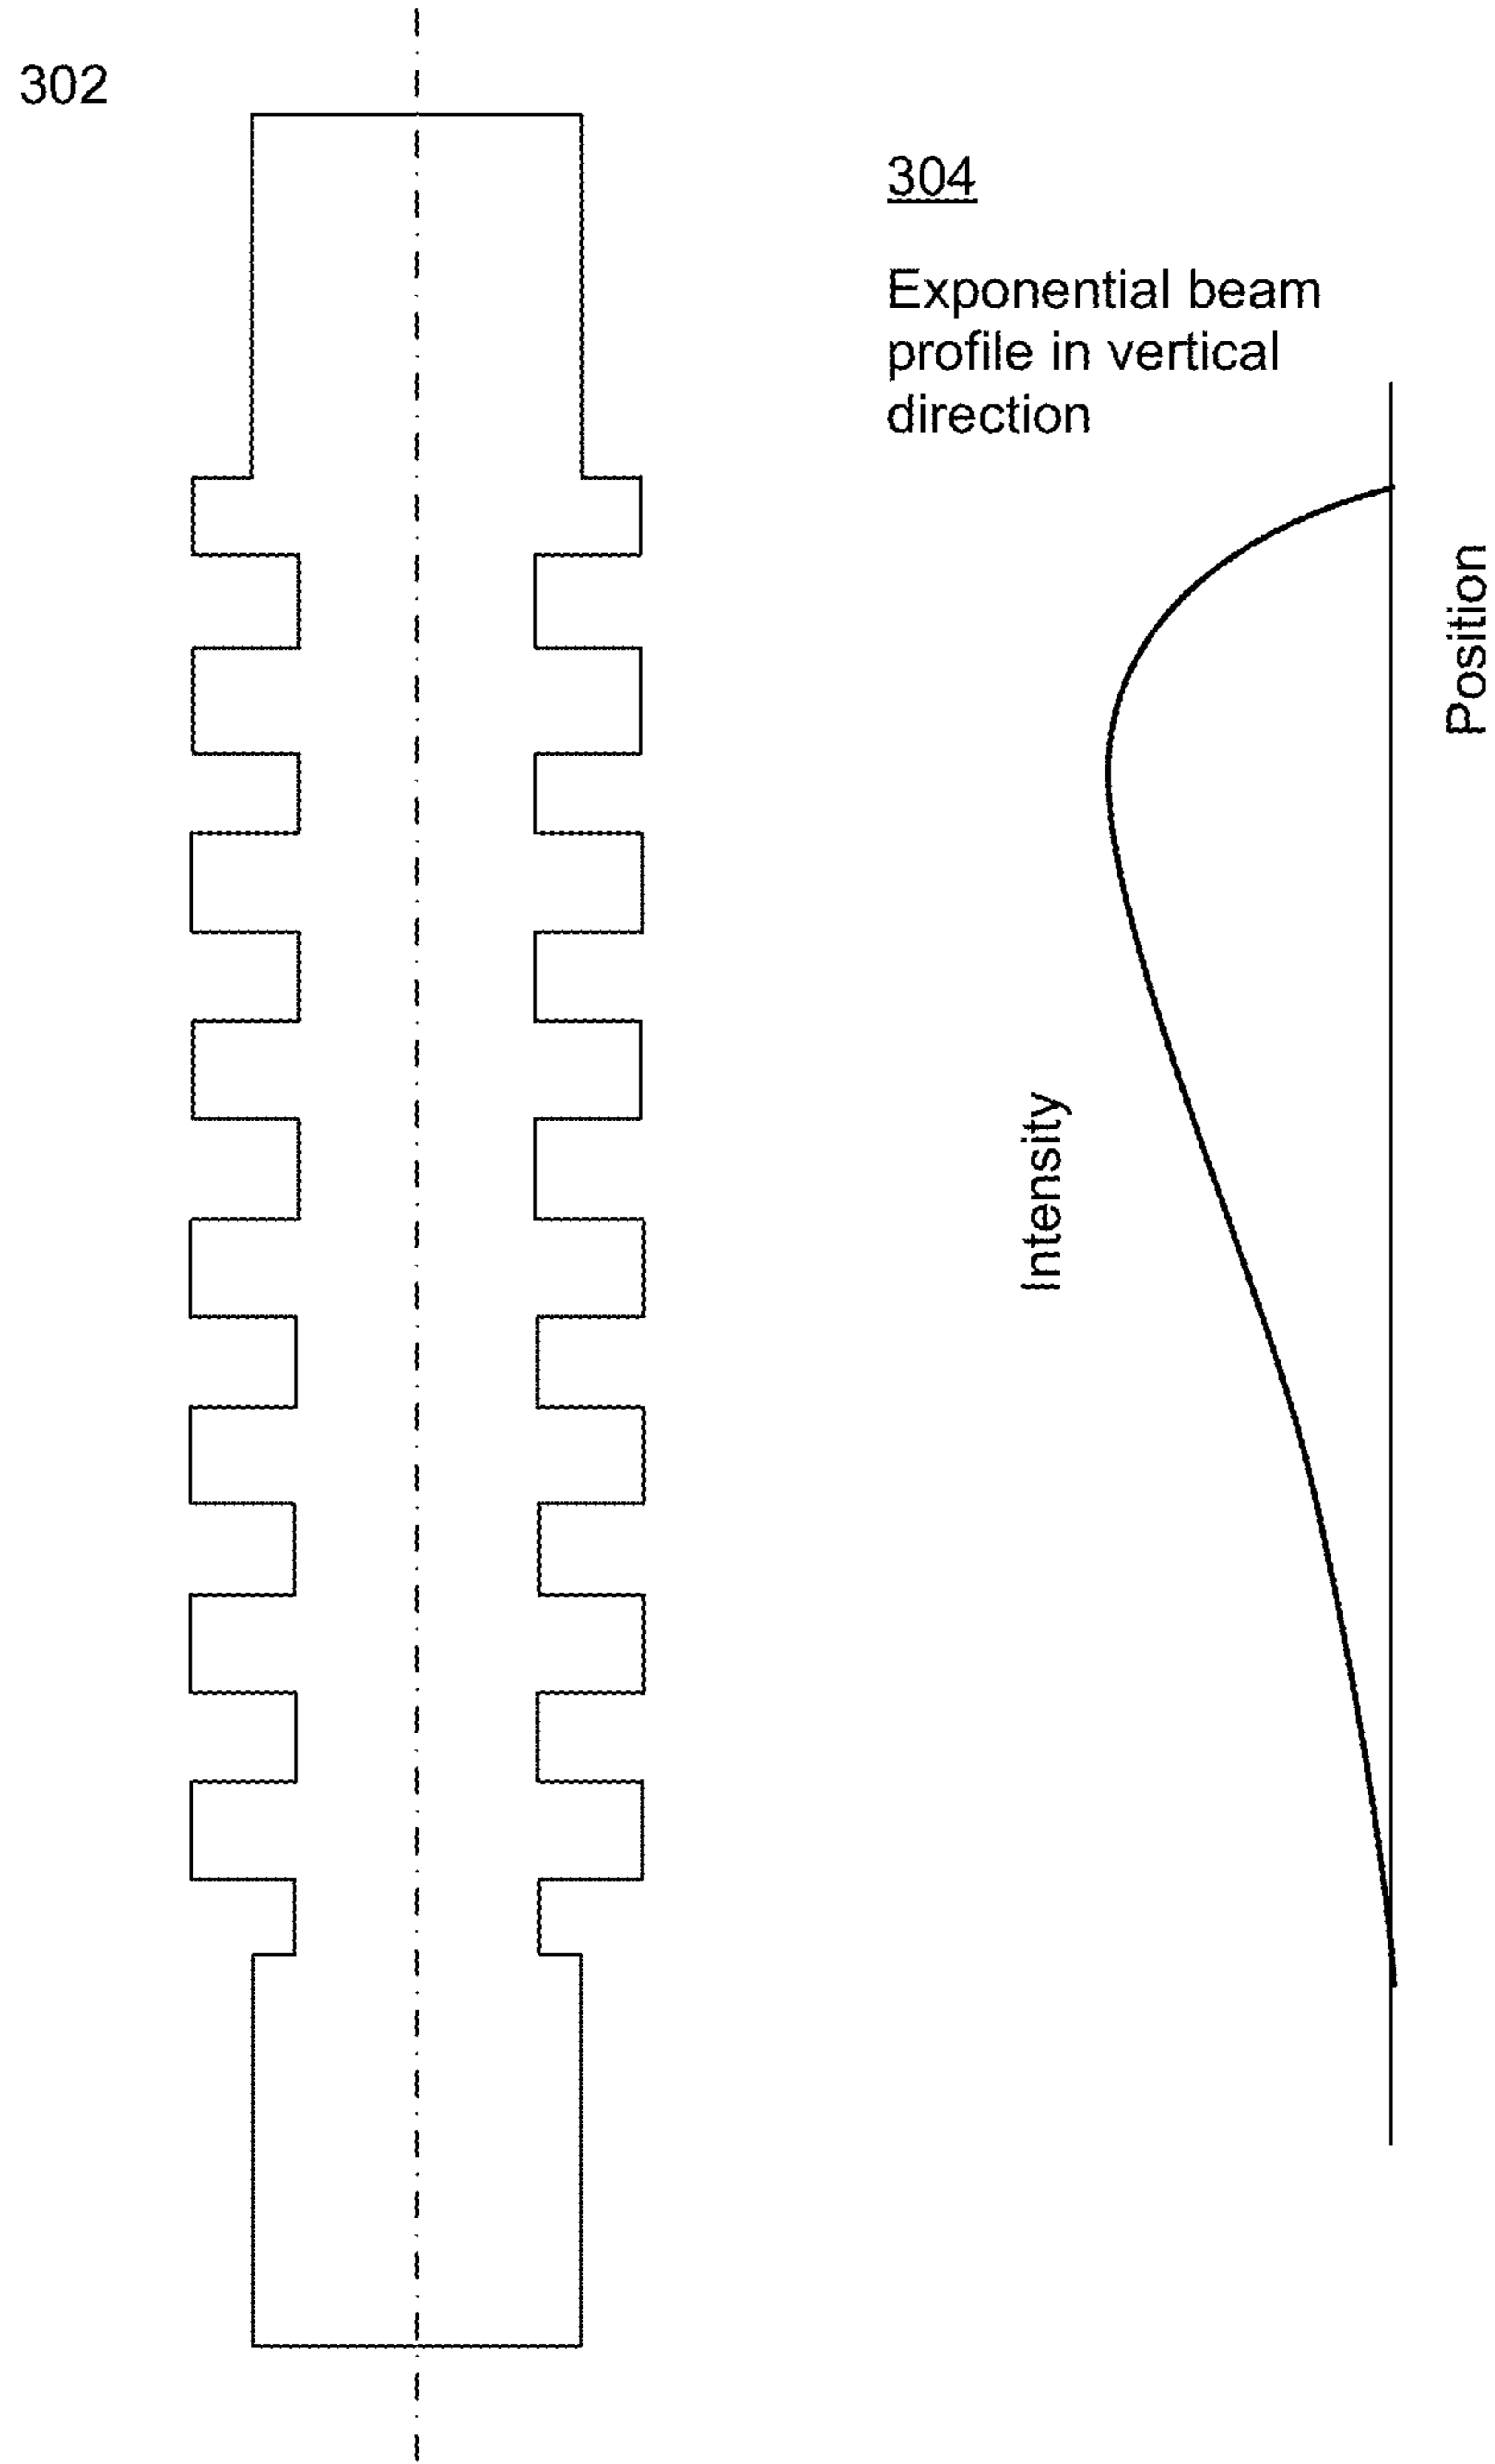 302
304
Exponential beam
profile in vertical
direction
Position
Intensity